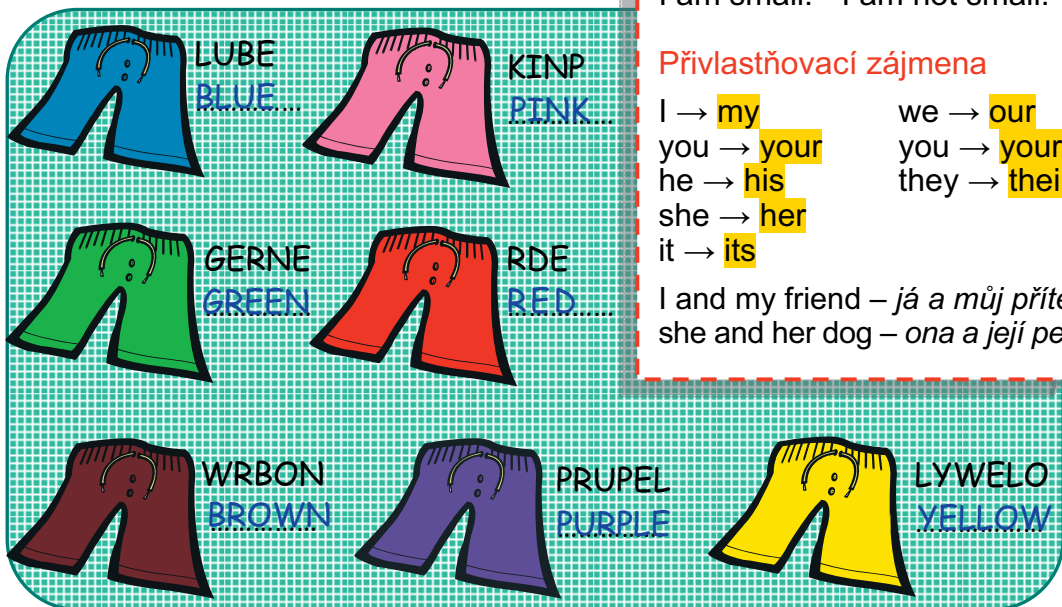 I am small. – I am not small.
Přivlastňovací zájmena
I → my we → our
you → your you → your
he → his they → thei
she → her
it → its
I and my friend – já a můj příte
she and her dog – ona a její pe
LUBE
BLUE
KINP
PINK
GERNE
GREEN
RDE
RED
WRBON
BROWN
PRUPEL
PURPLE
LYWELO
YELLOW